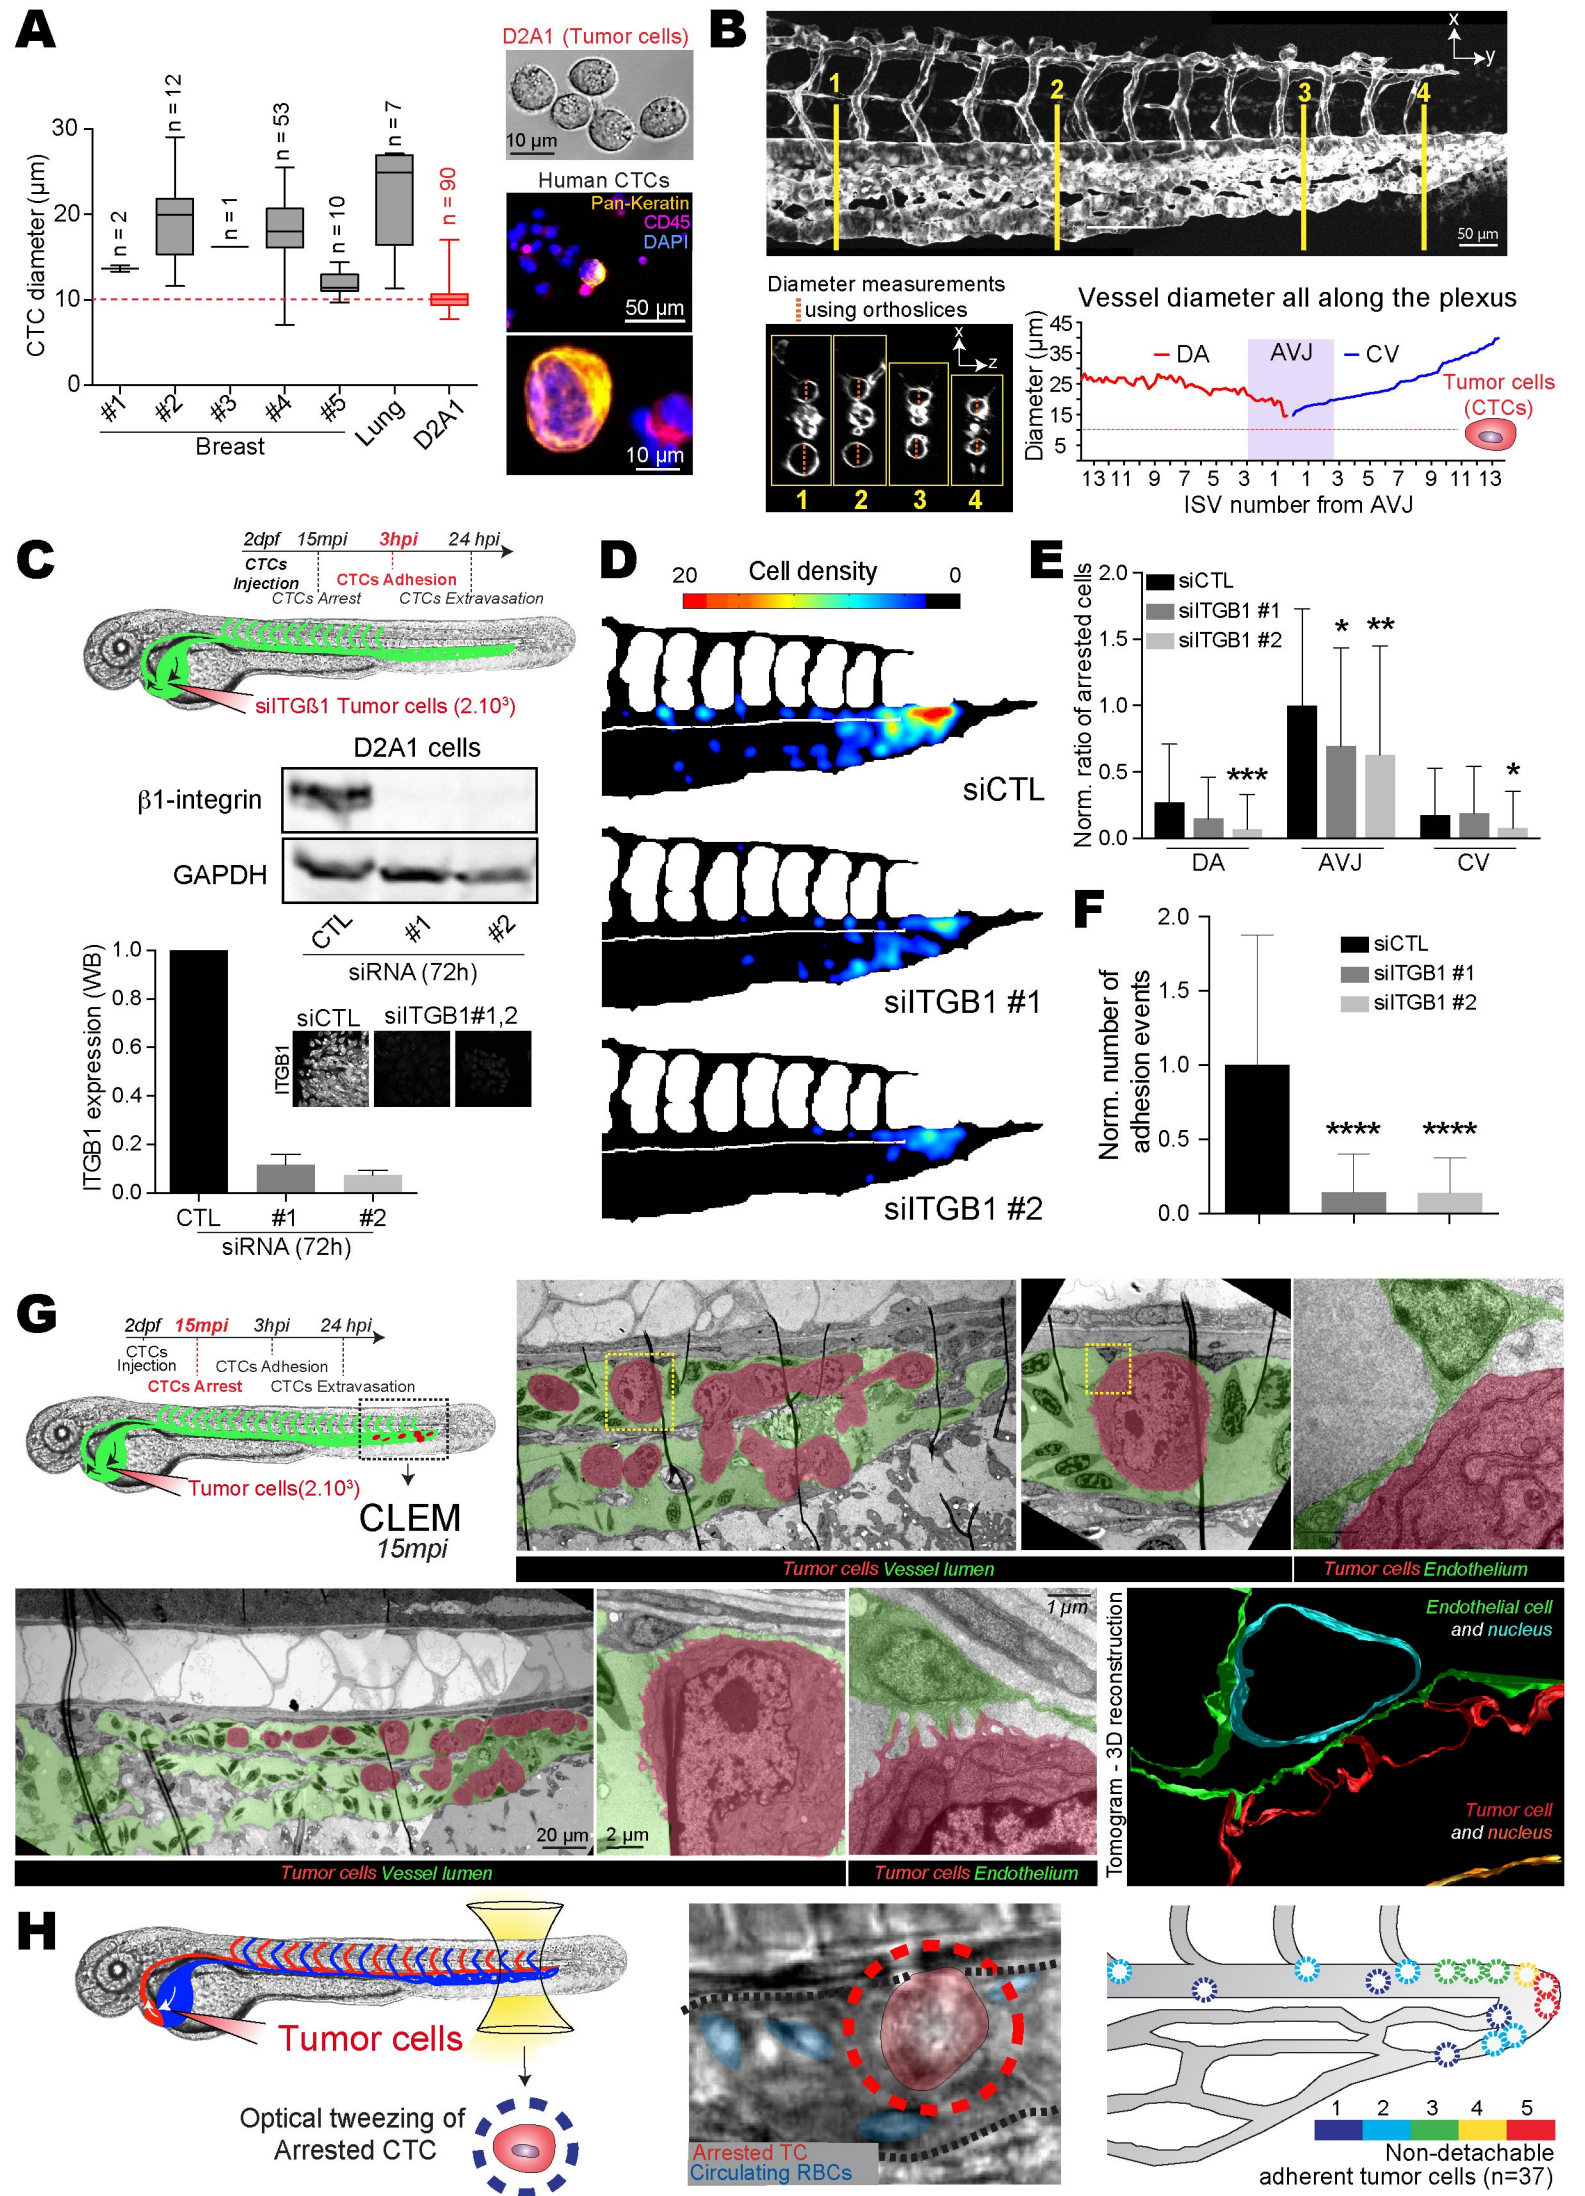 A
CTC diameter (µm)
30
20
10
0
n = 2
n = 12
n = 1
n = 53
n = 10
n = 7
n = 90
#1
#2
#3
#4
#5
Lung
D2A1
Breast
D2A1 (Tumor cells)
10 µm
Human CTCs
Pan-Keratin
CD45
DAPI
50 µm
10 µm
B
x
y
1
2
3
4
50 µm
Diameter measurements
using orthoslices
x
z
1 2 3 4
Vessel diameter all along the plexus
Diameter (µm)
45
35
25
15
5
DA
AVJ
CV
Tumor cells
(CTCs)
13 11 9 7 5 3 1 1 3 5 7 9 11 13
ISV number from AVJ
C
2dpf 15mpi 3hpi 24 hpi
CTCs
Injection
CTCs Adhesion
CTCs Arrest
CTCs Extravasation
siITGß1 Tumor cells (2.10³)
D2A1 cells
β1-integrin
GAPDH
CTL #1 #2
siRNA (72h)
ITGB1 expression (WB)
1.0
0.8
0.6
0.4
0.2
0.0
siCTL siITGB1#1,2
ITGB1
CTL #1 #2
siRNA (72h)
D
20 Cell density 0
siCTL
siITGB1 #1
siITGB1 #2
E
Norm. ratio of arrested cells
2.0
1.5
1.0
0.5
0.0
siCTL
siITGB1 #1
siITGB1 #2
***
*
**
*
DA AVJ CV
F
Norm. number of
adhesion events
2.0
1.5
1.0
0.5
0.0
siCTL
siITGB1 #1
siITGB1 #2
****
****
G
2dpf 15mpi 3hpi 24 hpi
CTCs
Injection
CTCs Adhesion
CTCs Arrest
CTCs Extravasation
Tumor cells(2.10³)
CLEM
15mpi
Tumor cells Vessel lumen
Tumor cells Endothelium
20 µm
2 µm
1 µm
Tumor cells Vessel lumen
Tumor cells Endothelium
Tomogram - 3D reconstruction
Endothelial cell
and nucleus
Tumor cell
and nucleus
H
Tumor cells
Optical tweezing of
Arrested CTC
Arrested TC
Circulating RBCs
1 2 3 4 5
Non-detachable
adherent tumor cells (n=37)